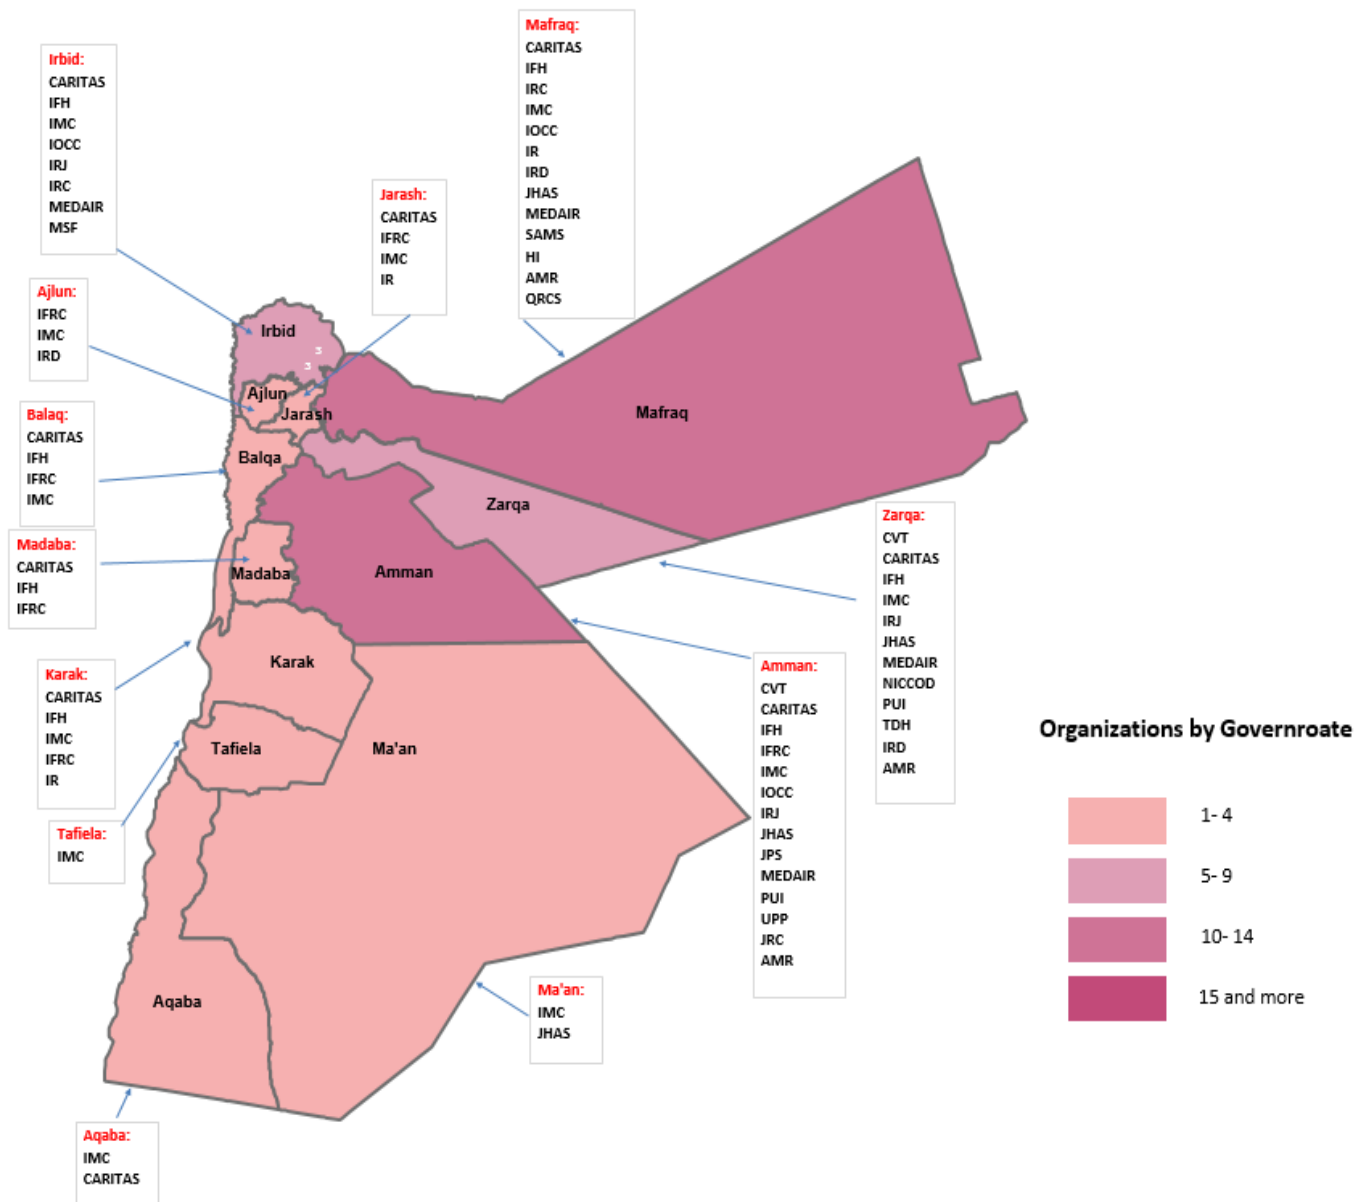 Mafraq:
CARITAS
IFH
IRC
IMC
IOCC
IR
IRD
JHAS
MEDAIR
SAMS
HI
AMR
QRCS
Irbid:
CARITAS
IFH
IMC
IOCC
IRJ
IRC
MEDAIR
MSF
Jarash:
CARITAS
IFRC
IMC
IR
Ajlun:
IFRC
IMC
IRD
Balaq:
CARITAS
IFH
IFRC
IMC
Madaba:
CARITAS
IFH
IFRC
Karak:
CARITAS
IFH
IMC
IFRC
IR
Tafiela:
IMC
Aqaba:
IMC
CARITAS
Ma'an:
IMC
JHAS
Amman:
CVT
CARITAS
IFH
IFRC
IMC
IOCC
IRJ
JHAS
JPS
MEDAIR
PUI
UPP
JRC
AMR
Zarqa:
CVT
CARITAS
IFH
IMC
IRJ
JHAS
MEDAIR
NICCOD
PUI
TDH
IRD
AMR
Irbid
3
3
Ajlun
Jarash
Mafraq
Balqa
Zarqa
Madaba
Amman
Karak
Tafiela
Ma'an
Aqaba
Organizations by Governroate
1- 4
5- 9
10- 14
15 and more